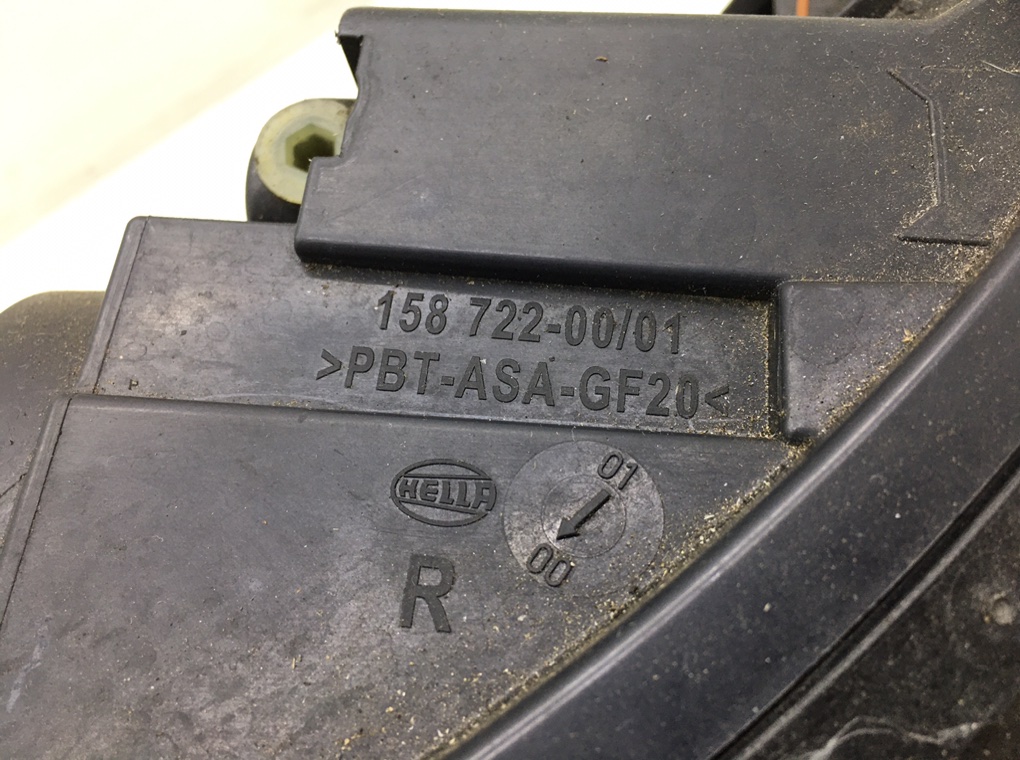 158 722-00/01
>PBT-ASA-GF20<
HELLA
01
00
R